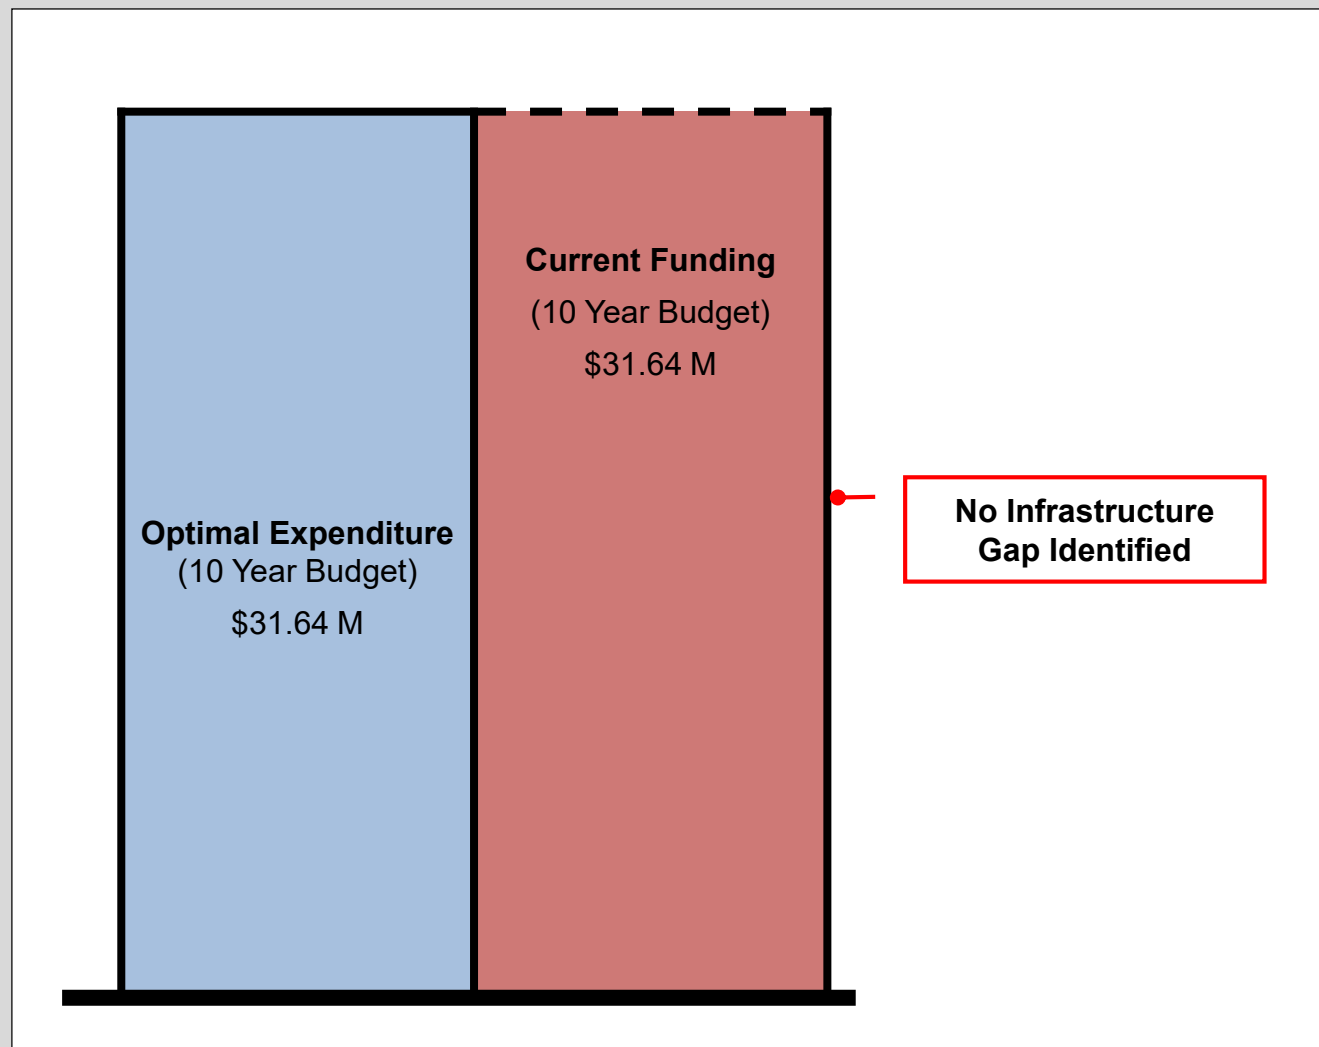 Optimal Expenditure
(10 Year Budget)
$31.64 M
Current Funding
(10 Year Budget)
$31.64 M
No Infrastructure
Gap Identified